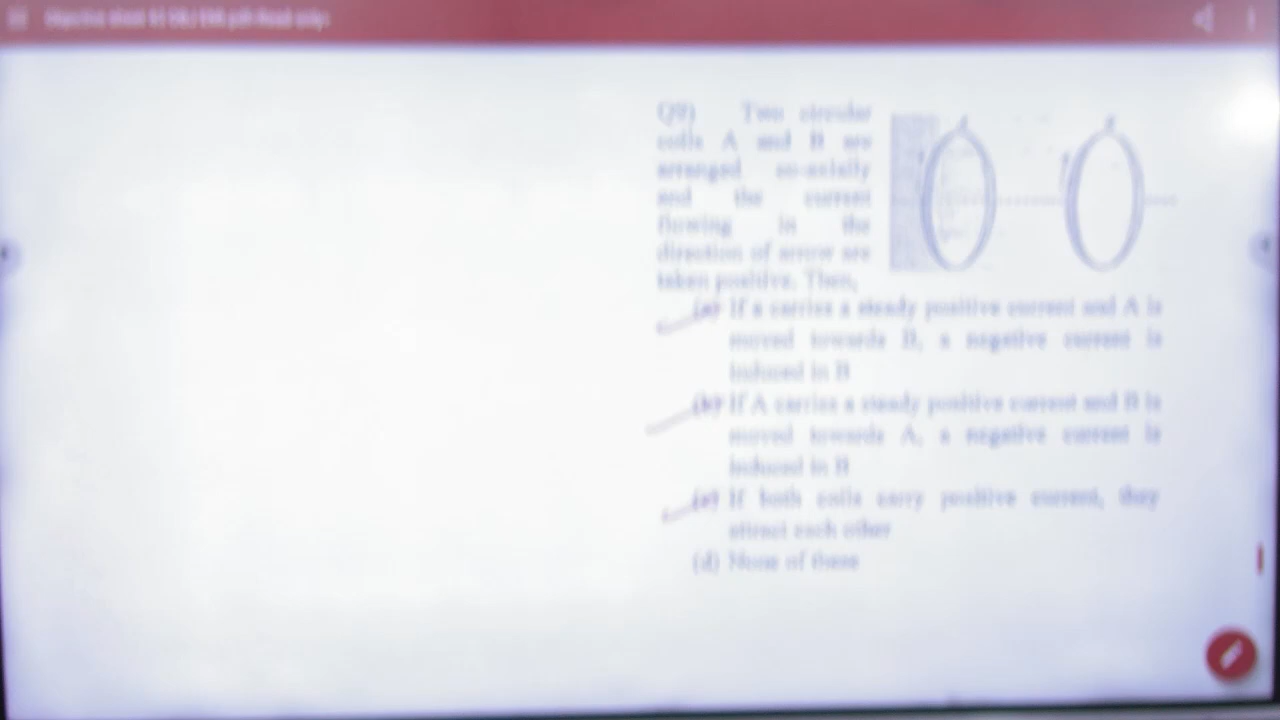 Q9) Two circular
coils A and B are
arranged co-axially
and the current
flowing in the
direction of arrow are
taken positive. Then,
(a) If a carries a steady positive current and A is
moved towards B, a negative current is
induced in B
(b) If A carries a steady positive current and B is
moved towards A, a negative current is
induced in B
(c) If both coils carry positive current, they
attract each other
(d) None of these